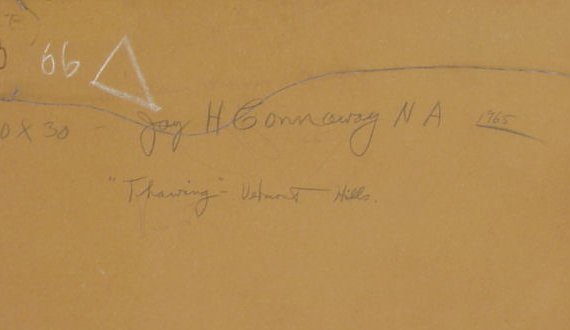 66
0 X 30 - Jay H Connaway N A 1965
"Thawing" - Vermont Hills.